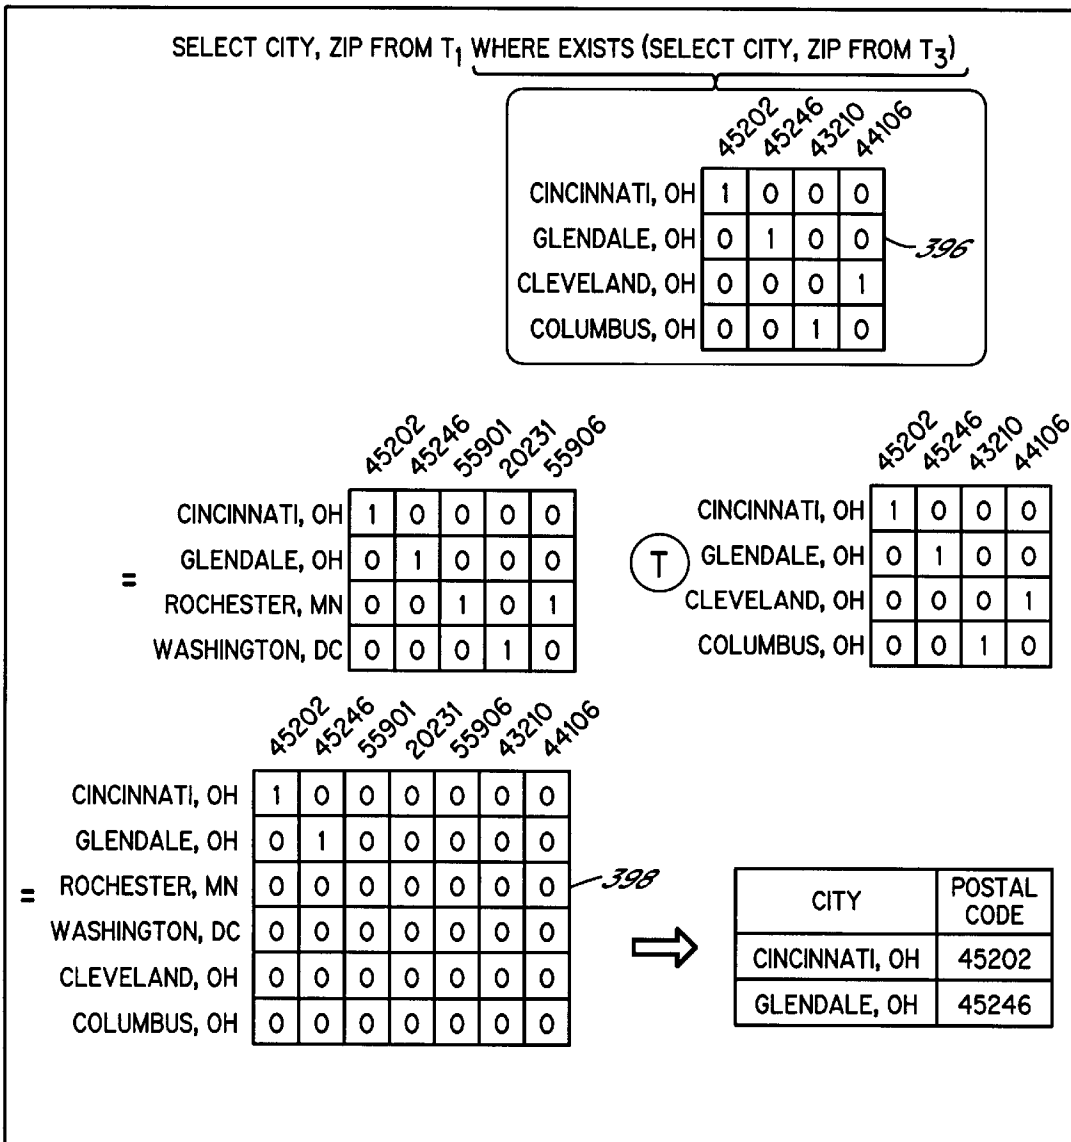 SELECT CITY, ZIP FROM T1 WHERE EXISTS (SELECT CITY, ZIP FROM T3)
45202 45246 43210 44106
CINCINNATI, OH 1 0 0 0
GLENDALE, OH 0 1 0 0 396
CLEVELAND, OH 0 0 0 1
COLUMBUS, OH 0 0 1 0
45202 45246 55901 20231 55906
CINCINNATI, OH 1 0 0 0 0
= GLENDALE, OH 0 1 0 0 0
ROCHESTER, MN 0 0 1 0 1
WASHINGTON, DC 0 0 0 1 0
T
45202 45246 43210 44106
CINCINNATI, OH 1 0 0 0
GLENDALE, OH 0 1 0 0
CLEVELAND, OH 0 0 0 1
COLUMBUS, OH 0 0 1 0
45202 45246 55901 20231 55906 43210 44106
CINCINNATI, OH 1 0 0 0 0 0 0
GLENDALE, OH 0 1 0 0 0 0 0
= ROCHESTER, MN 0 0 0 0 0 0 0 398
WASHINGTON, DC 0 0 0 0 0 0 0
CLEVELAND, OH 0 0 0 0 0 0 0
COLUMBUS, OH 0 0 0 0 0 0 0
CITY POSTAL CODE
CINCINNATI, OH 45202
GLENDALE, OH 45246